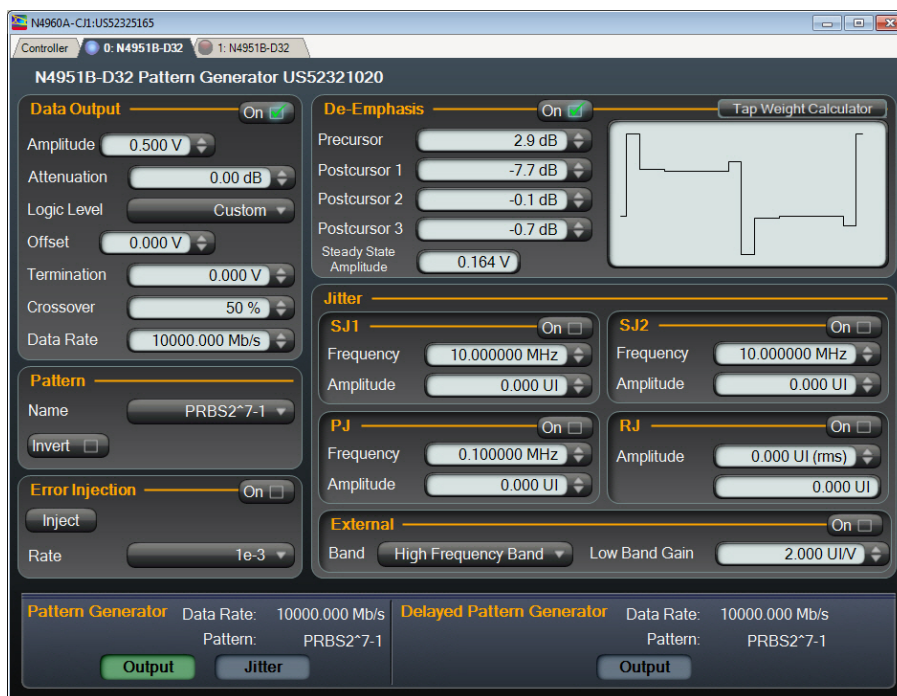 N4960A-CJ1:US52325165
Controller 0: N4951B-D32 1: N4951B-D32
N4951B-D32 Pattern Generator US52321020
Data Output On
Amplitude 0.500 V
Attenuation 0.00 dB
Logic Level Custom
Offset 0.000 V
Termination 0.000 V
Crossover 50 %
Data Rate 10000.000 Mb/s
Pattern
Name PRBS2^7-1
Invert
Error Injection On
Inject
Rate 1e-3
De-Emphasis On Tap Weight Calculator
Precursor 2.9 dB
Postcursor 1 -7.7 dB
Postcursor 2 -0.1 dB
Postcursor 3 -0.7 dB
Steady State
Amplitude 0.164 V
Jitter
SJ1 On
Frequency 10.000000 MHz
Amplitude 0.000 UI
SJ2 On
Frequency 10.000000 MHz
Amplitude 0.000 UI
PJ On
Frequency 0.100000 MHz
Amplitude 0.000 UI
RJ On
Amplitude 0.000 UI (rms)
0.000 UI
External On
Band High Frequency Band Low Band Gain 2.000 UI/V
Pattern Generator Data Rate: 10000.000 Mb/s
Pattern: PRBS2^7-1
Output Jitter
Delayed Pattern Generator Data Rate: 10000.000 Mb/s
Pattern: PRBS2^7-1
Output